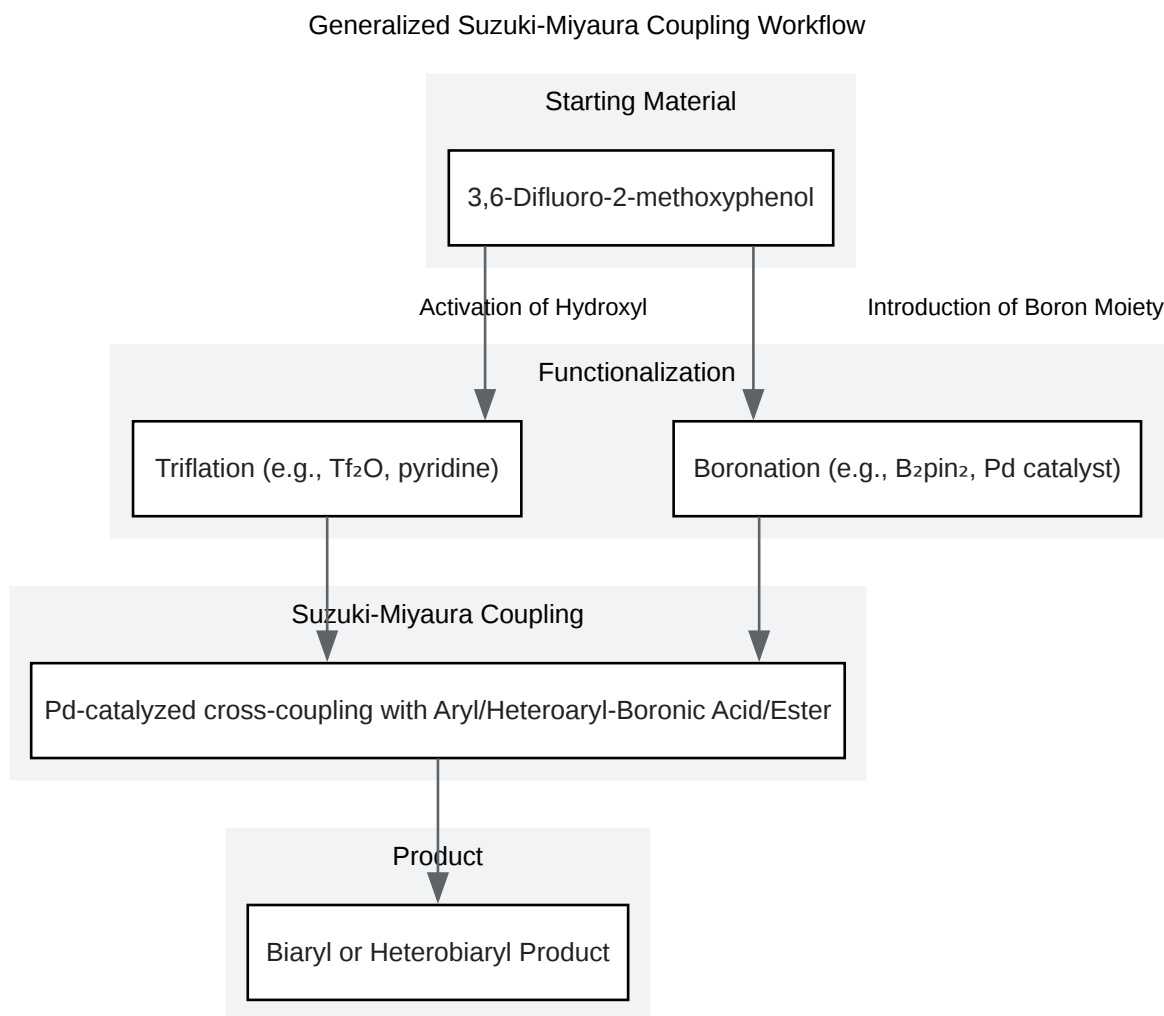 Generalized Suzuki-Miyaura Coupling Workflow
Starting Material
3,6-Difluoro-2-methoxyphenol
Activation of Hydroxyl
Introduction of Boron Moiety
Functionalization
Triflation (e.g., Tf₂O, pyridine)
Boronation (e.g., B₂pin₂, Pd catalyst)
Suzuki-Miyaura Coupling
Pd-catalyzed cross-coupling with Aryl/Heteroaryl-Boronic Acid/Ester
Product
Biaryl or Heterobiaryl Product